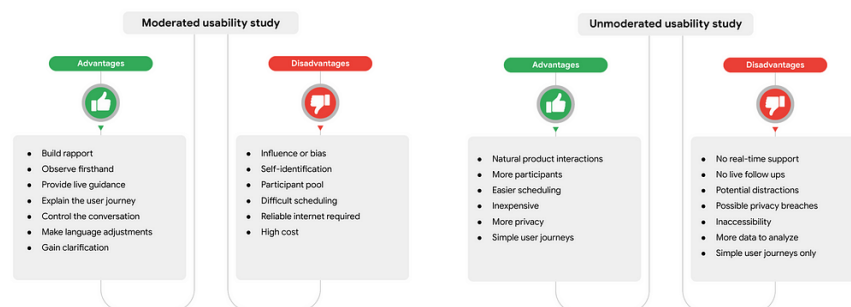 Moderated usability study
Advantages
Disadvantages
Build rapport
Observe firsthand
Provide live guidance
Explain the user journey
Control the conversation
Make language adjustments
Gain clarification
Influence or bias
Self-identification
Participant pool
Difficult scheduling
Reliable internet required
High cost
Unmoderated usability study
Advantages
Disadvantages
Natural product interactions
More participants
Easier scheduling
Inexpensive
More privacy
Simple user journeys
No real-time support
No live follow ups
Potential distractions
Possible privacy breaches
Inaccessibility
More data to analyze
Simple user journeys only